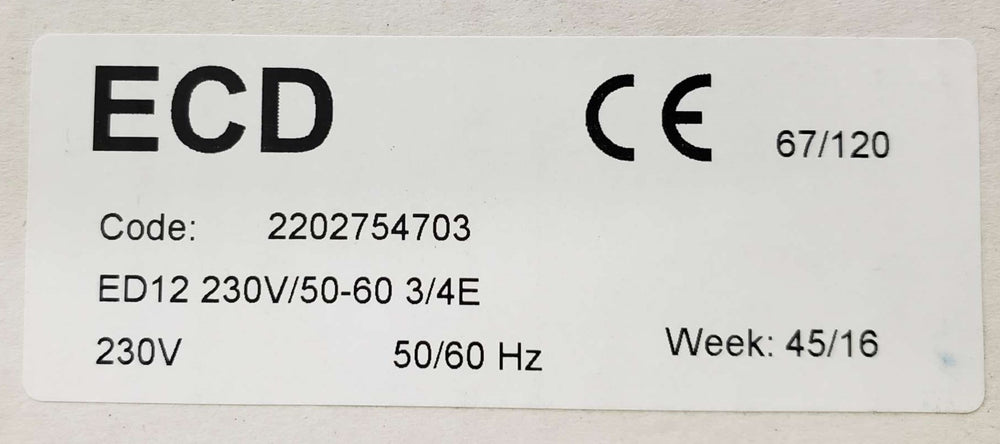 ECD CE 67/120
Code: 2202754703
ED12 230V/50-60 3/4E
230V 50/60 Hz Week: 45/16